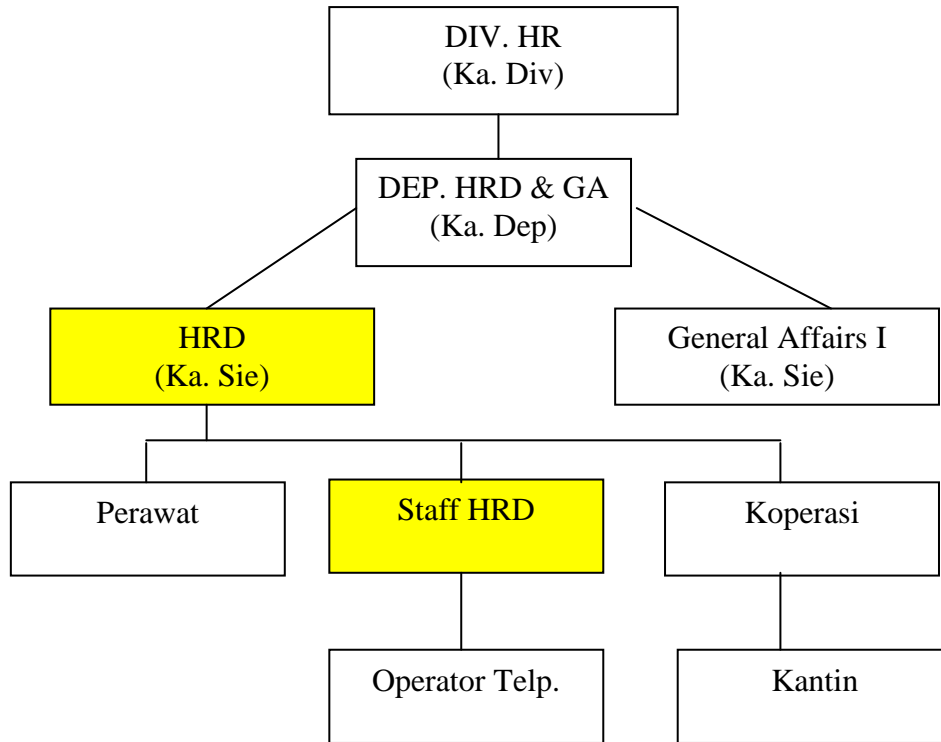 DIV. HR
(Ka. Div)
DEP. HRD & GA
(Ka. Dep)
HRD
(Ka. Sie)
General Affairs I
(Ka. Sie)
Perawat
Staff HRD
Koperasi
Operator Telp.
Kantin